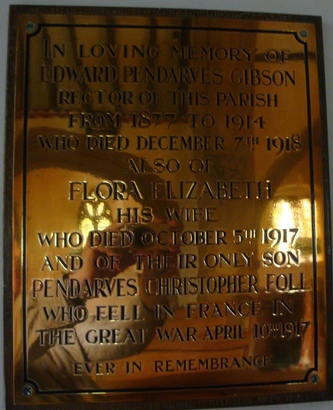 IN LOVING MEMORY OF
EDWARD PENDARVES GIBSON
RECTOR OF THIS PARISH
FROM 1877 TO 1914
WHO DIED DECEMBER 7TH 1918
ALSO OF
FLORA ELIZABETH
HIS WIFE
WHO DIED OCTOBER 5TH 1917
AND OF THEIR ONLY SON
PENDARVES CHRISTOPHER FOLL
WHO FELL IN FRANCE IN
THE GREAT WAR APRIL 10TH 1917
EVER IN REMEMBRANCE